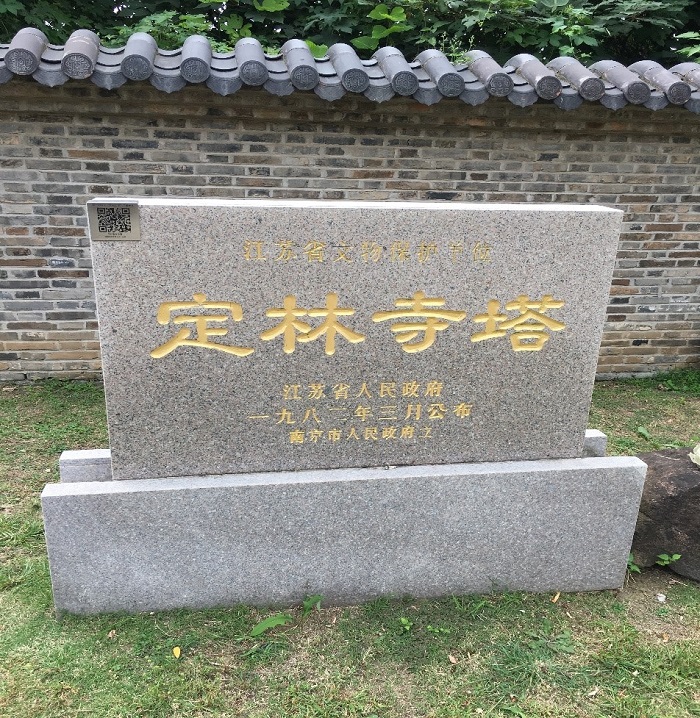 江苏省文物保护单位
定林寺塔
江苏省人民政府
一九八二年三月公布
南京市人民政府立